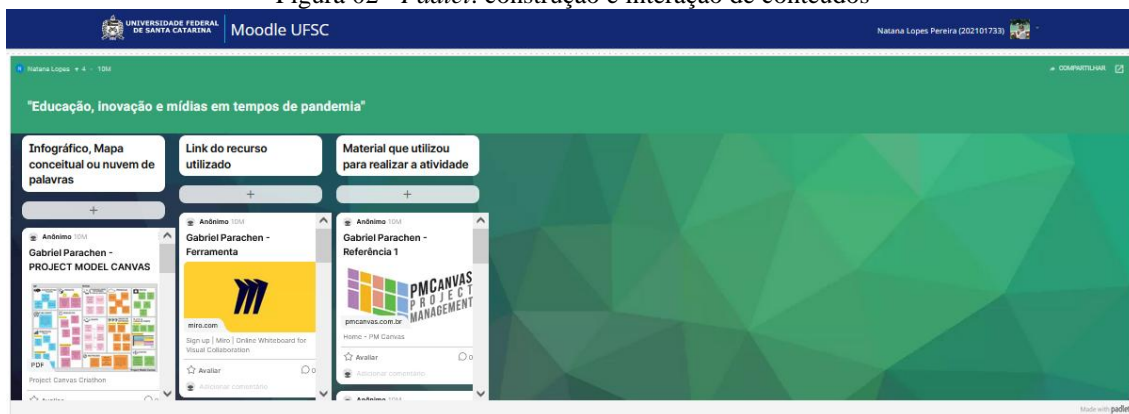 Figura 02 - Padlet: construção e interação de conteúdos
UNIVERSIDADE FEDERAL
DE SANTA CATARINA
Moodle UFSC
Natana Lopes Pereira (202101733)
Natana Lopes + 4 · 10M
COMPARTILHAR
"Educação, inovação e mídias em tempos de pandemia"
Infográfico, Mapa
conceitual ou nuvem de
palavras
+
Anônimo 10M
Gabriel Parachen -
PROJECT MODEL CANVAS
PDF
Project Canvas Criathon
Avaliar 0
Link do recurso
utilizado
+
Anônimo 10M
Gabriel Parachen -
Ferramenta
miro.com
Sign up | Miro | Online Whiteboard for
Visual Collaboration
Avaliar 0
Adicionar comentário
Material que utilizou
para realizar a atividade
+
Anônimo 10M
Gabriel Parachen -
Referência 1
PMCANVAS
PROJECT
MANAGEMENT
pmcanvas.com.br
Home - PM Canvas
Avaliar 0
Adicionar comentário
Anônimo 10M
Made with padlet